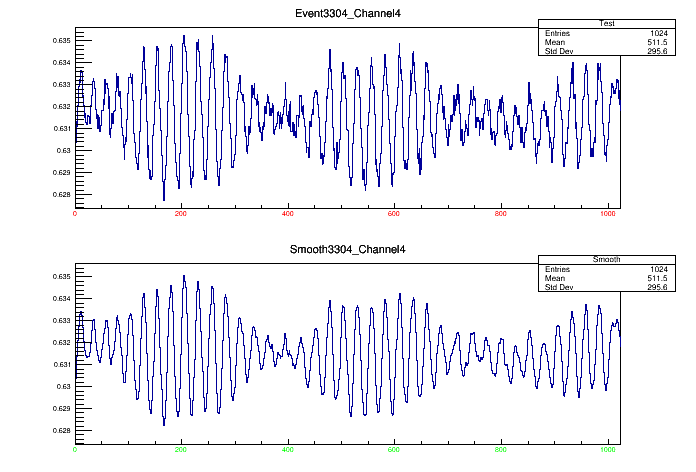 Event3304_Channel4
Test
Entries 1024
Mean 511.5
Std Dev 295.6
0.635
0.634
0.633
0.632
0.631
0.63
0.629
0.628
0 200 400 600 800 1000
Smooth3304_Channel4
Smooth
Entries 1024
Mean 511.5
Std Dev 295.6
0.635
0.634
0.633
0.632
0.631
0.63
0.629
0.628
0 200 400 600 800 1000